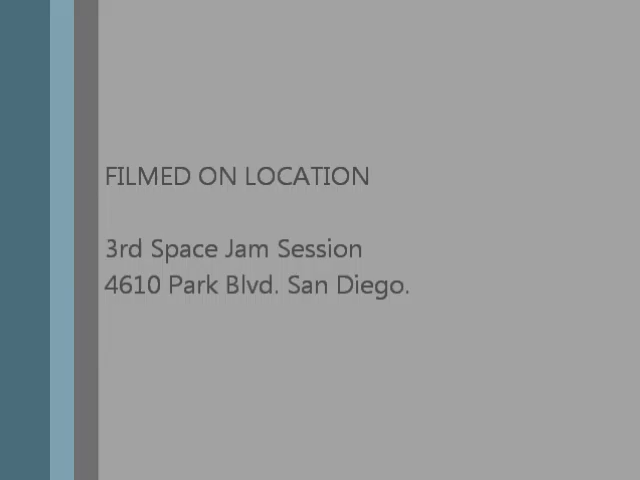 FILMED ON LOCATION
3rd Space Jam Session
4610 Park Blvd. San Diego.